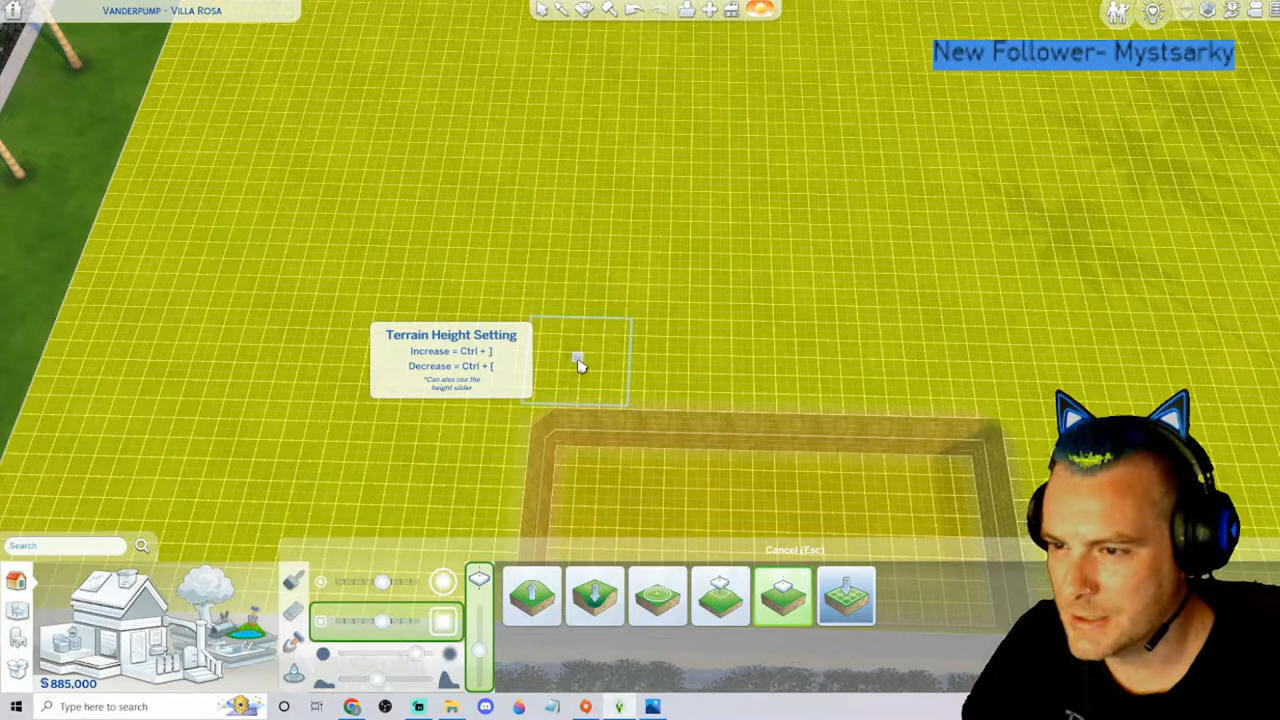 VANDERPUMP - VILLA ROSA
New Follower- Mystsarky
Terrain Height Setting
Increase = Ctrl + ]
Decrease = Ctrl + [
*Can also use the
height slider
Cancel (Esc)
Search
§885,000
Type here to search